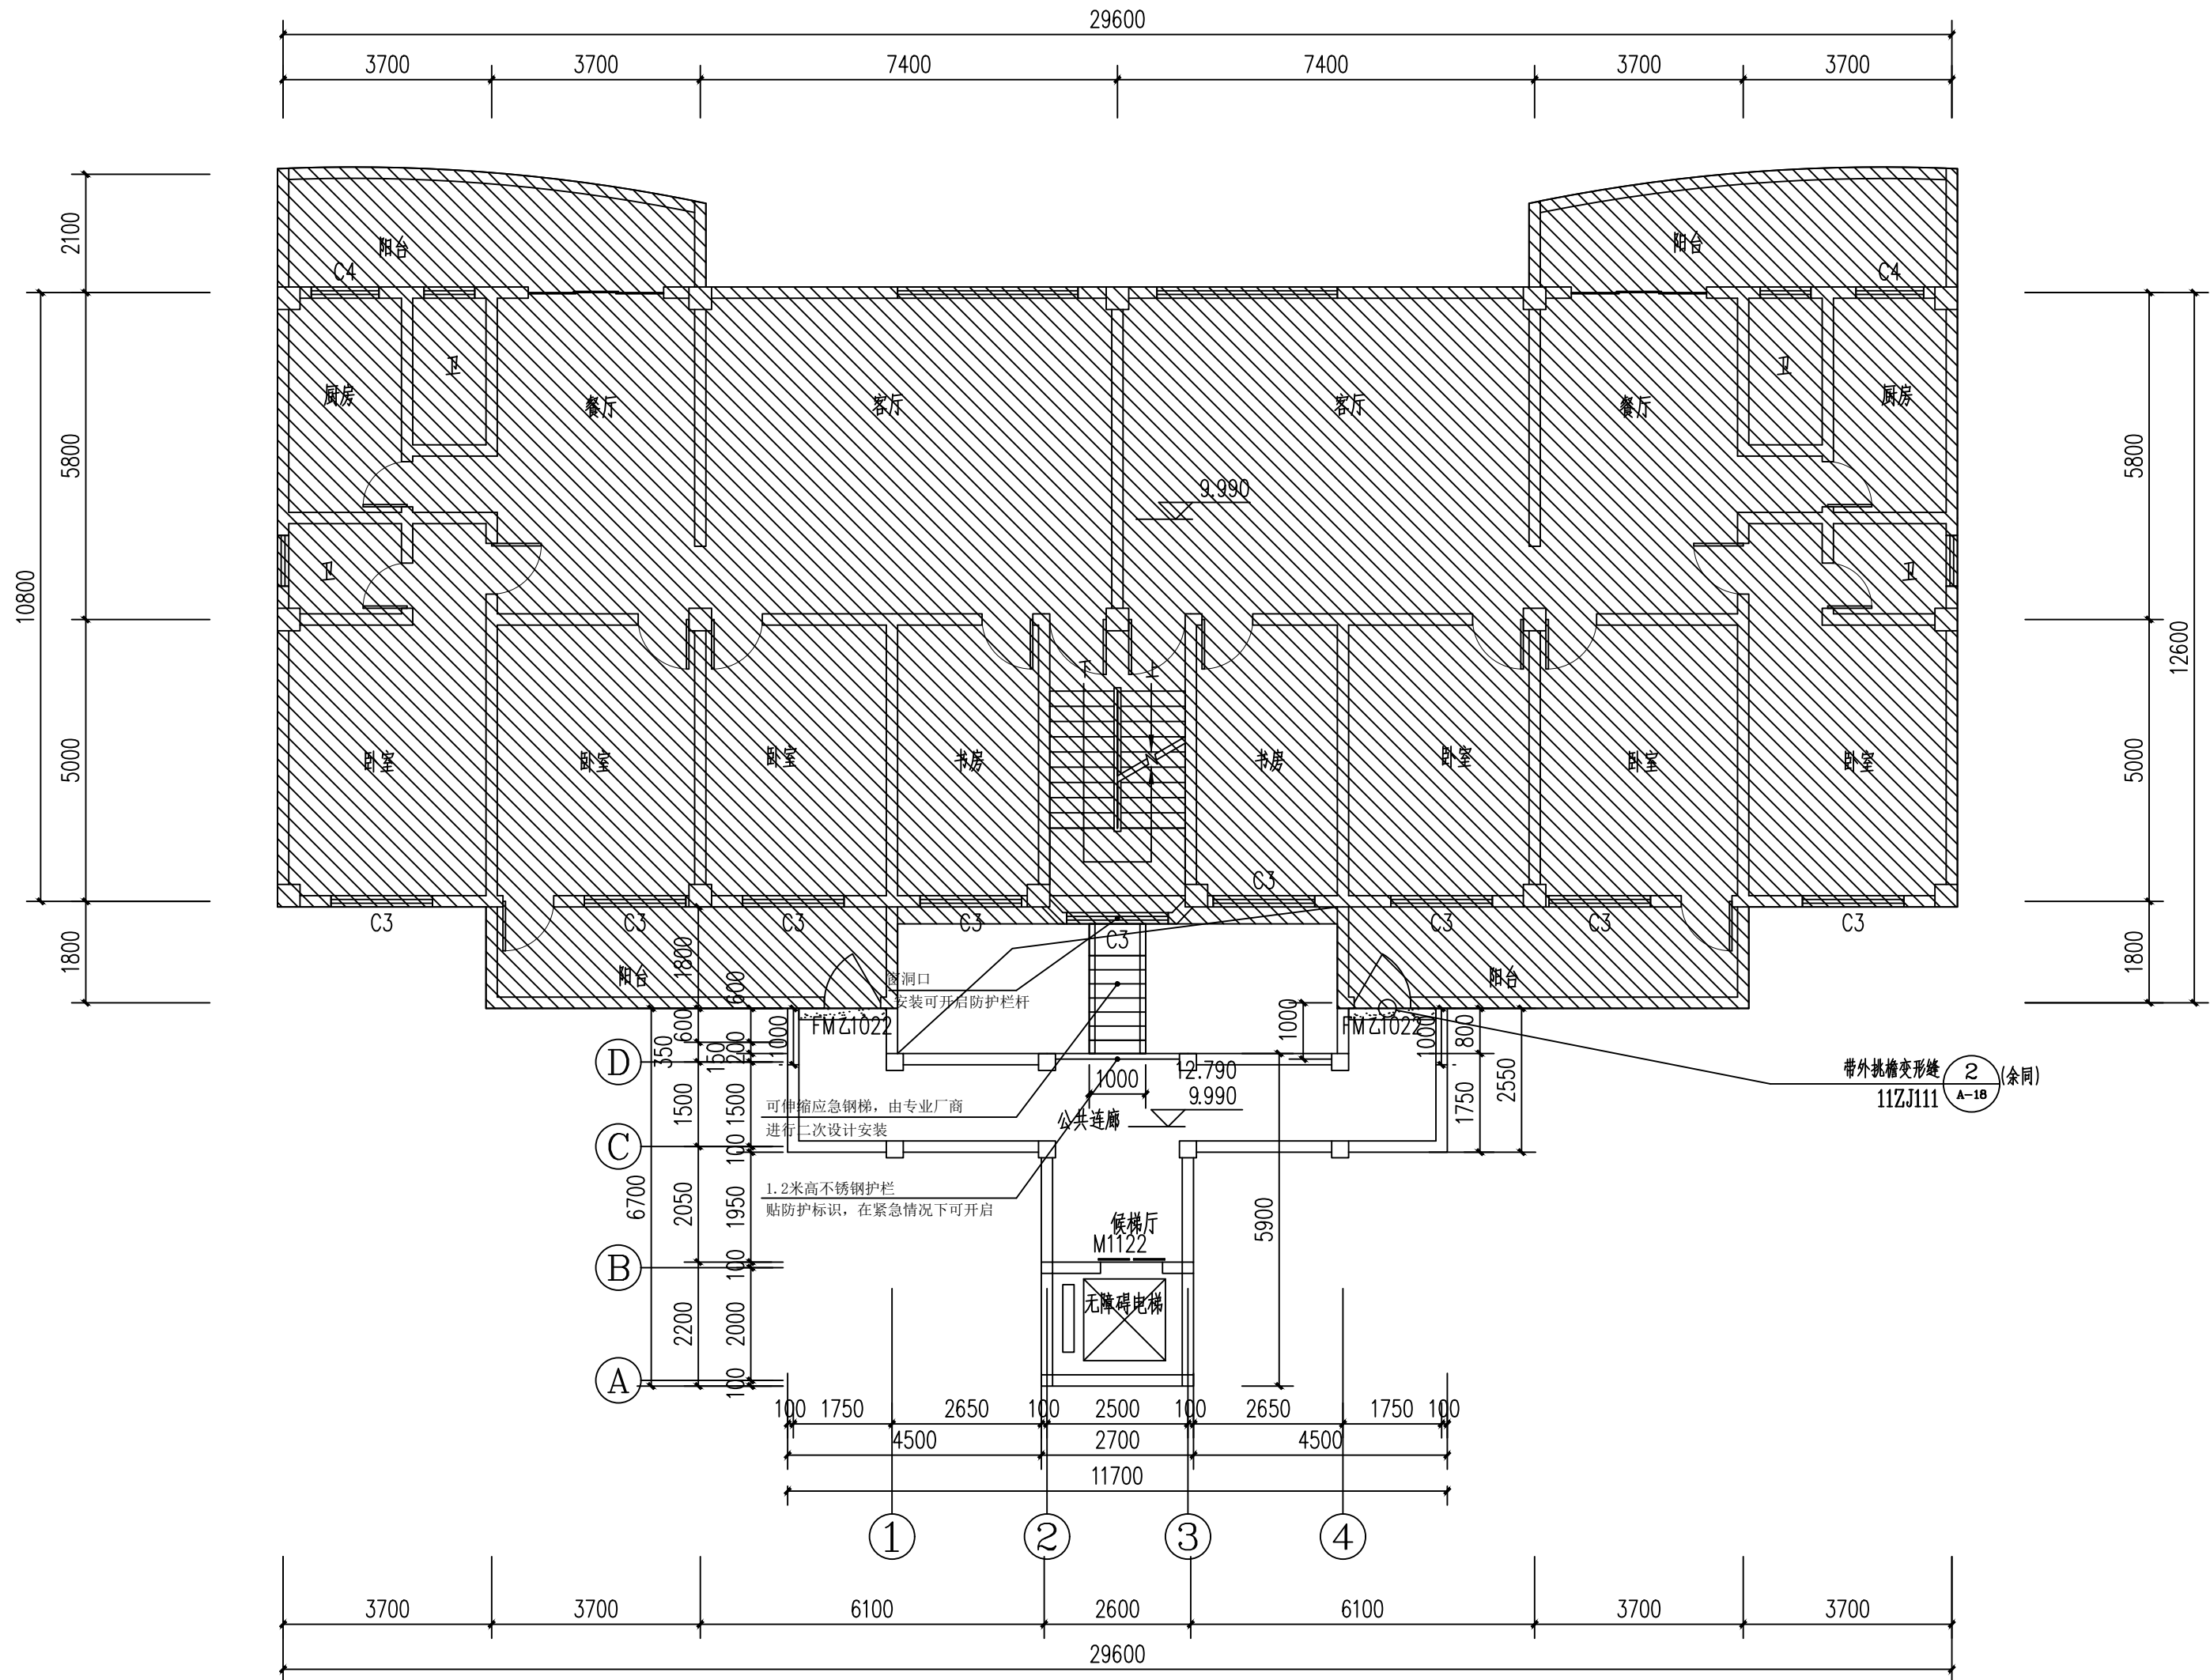 29600
3700 3700 7400 7400 3700 3700
2100
阳台 阳台
C4 C4
卫 卫
厨房 餐厅 客厅 客厅 餐厅 厨房
5800 5800
9.990
10800
卫 卫
12600
下 上
5000 5000
卧室 卧室 卧室 书房 书房 卧室 卧室 卧室
C3
C3 C3 C3 C3 C3 C3 C3 C3
1800 1800
1800
阳台 阳台
600
窗洞口
安装可开启防护栏杆
FMZ1022 FMZ1022
600 350 150 200 1000 1000 1000 800
D
12.790
9.990
1000
2550
1750
带外挑檐变形缝
11ZJ111
2
A-18
(余同)
可伸缩应急钢梯，由专业厂商
进行二次设计安装
公共连廊
1500 1500
C
100
1.2米高不锈钢护栏
贴防护标识，在紧急情况下可开启
6700 2050 1950 5900
候梯厅
M1122
B
100
无障碍电梯
2200 2000
A
100
100 1750 2650 100 2500 100 2650 1750 100
4500 2700 4500
11700
1 2 3 4
3700 3700 6100 2600 6100 3700 3700
29600